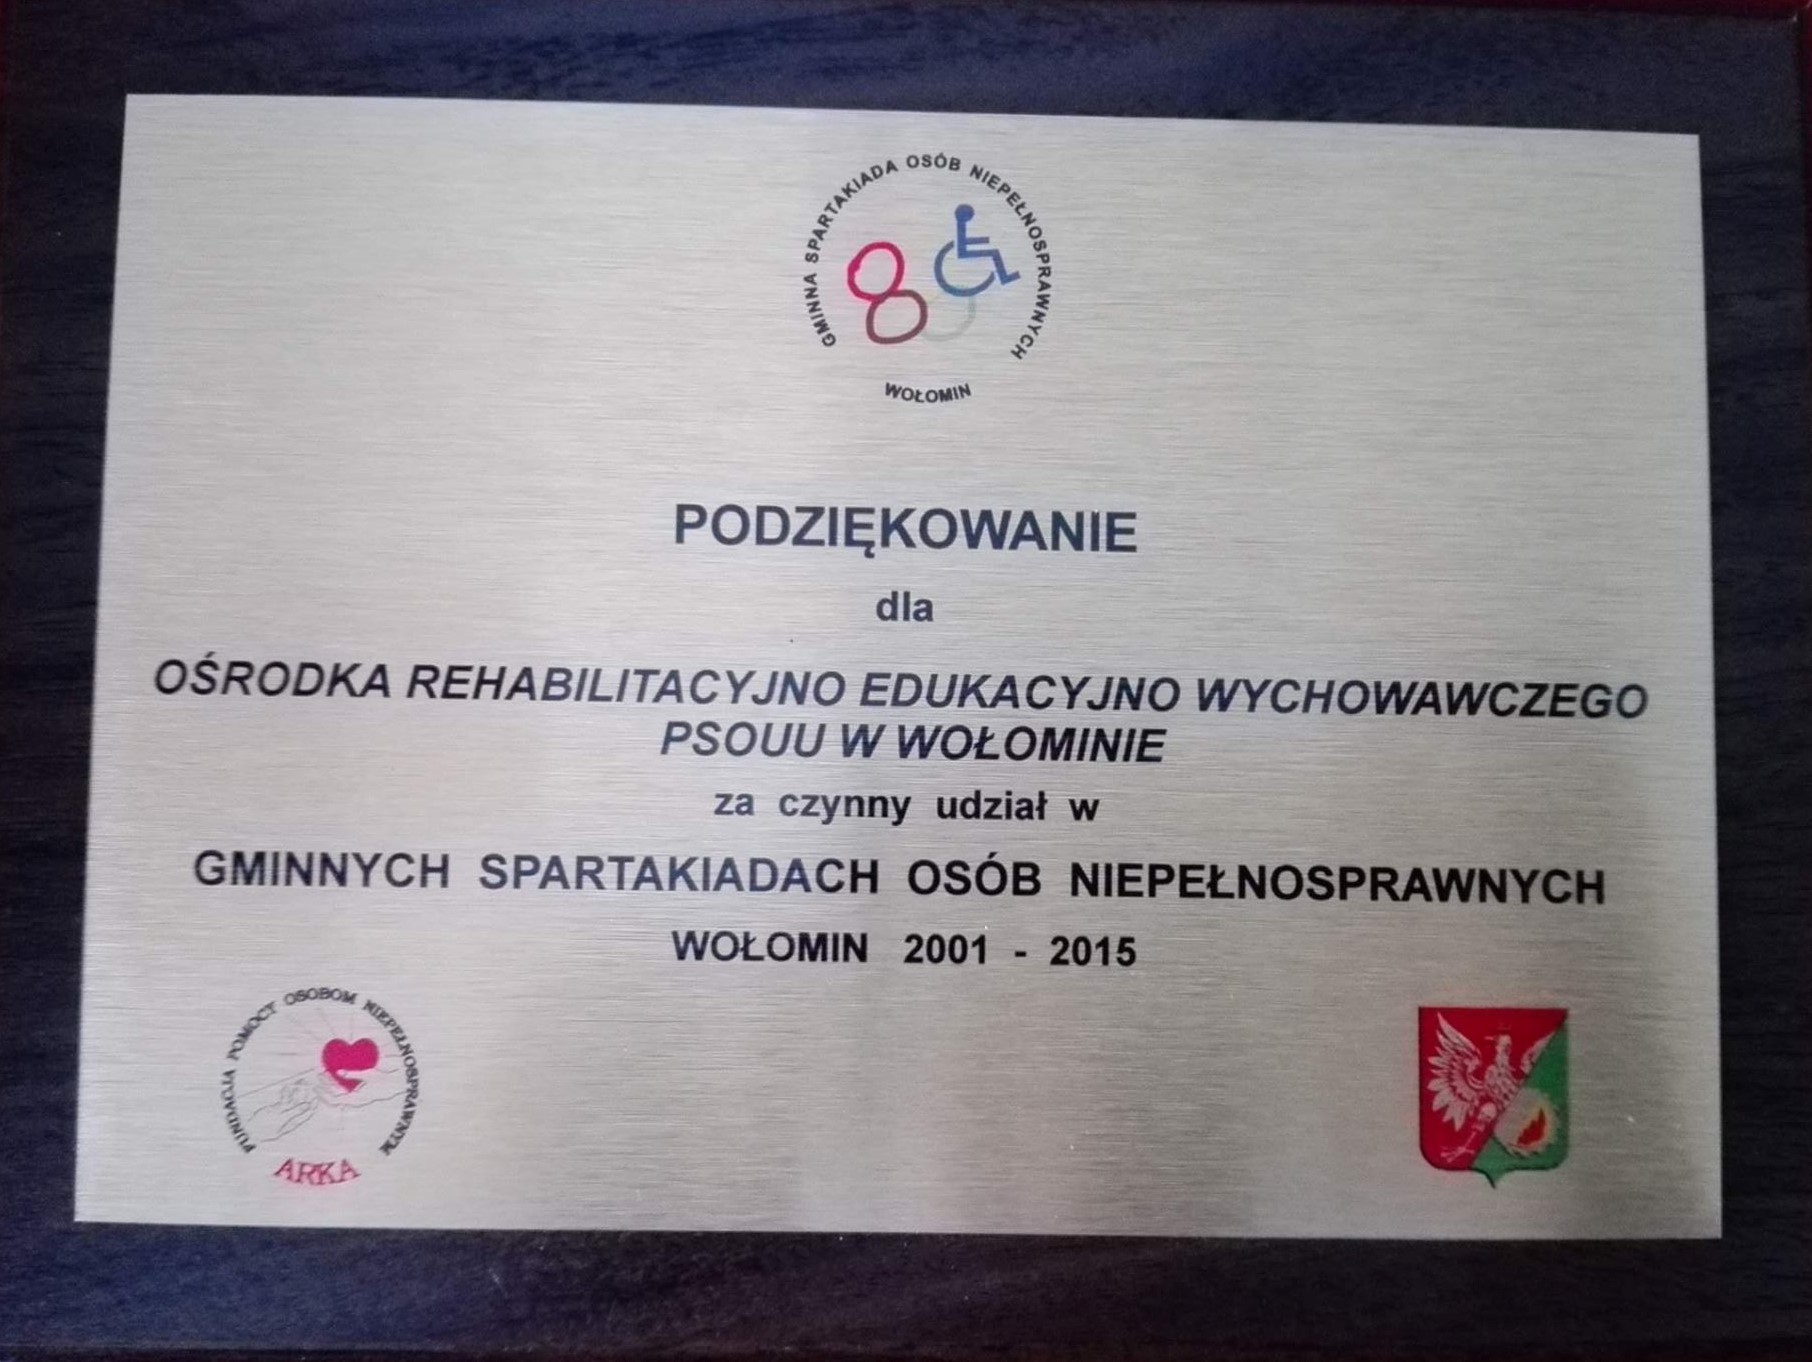 GMINNA SPARTAKIADA OSÓB NIEPEŁNOSPRAWNYCH
WOŁOMIN
PODZIĘKOWANIE
dla
OŚRODKA REHABILITACYJNO EDUKACYJNO WYCHOWAWCZEGO
PSOUU W WOŁOMINIE
za czynny udział w
GMINNYCH SPARTAKIADACH OSÓB NIEPEŁNOSPRAWNYCH
WOŁOMIN 2001 - 2015
FUNDACJA POMOCY OSOBOM NIEPEŁNOSPRAWNYM
ARKA